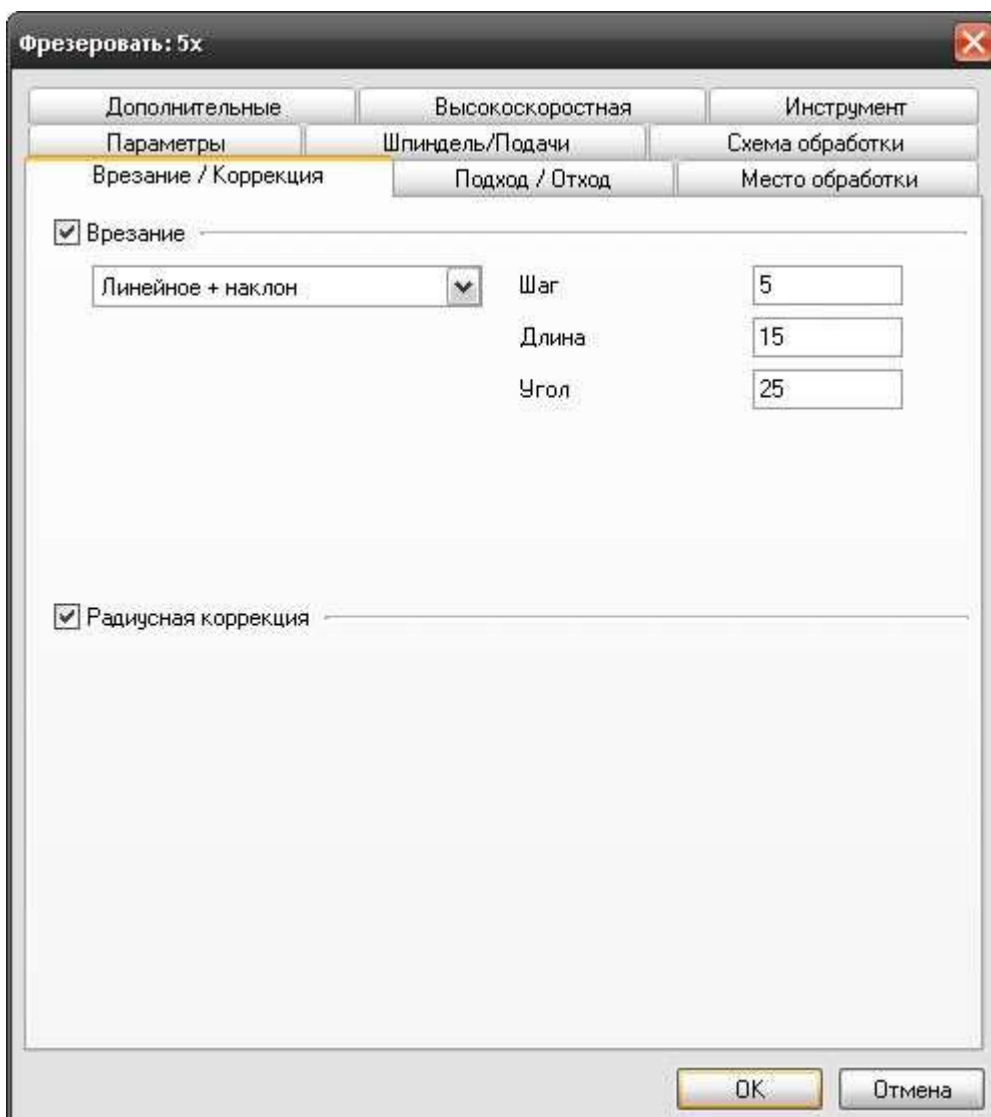 Фрезеровать: 5x
Дополнительные Высокоскоростная Инструмент
Параметры Шпиндель/Подачи Схема обработки
Врезание / Коррекция Подход / Отход Место обработки
Врезание
Линейное + наклон Шаг 5
Длина 15
Угол 25
Радиусная коррекция
OK Отмена